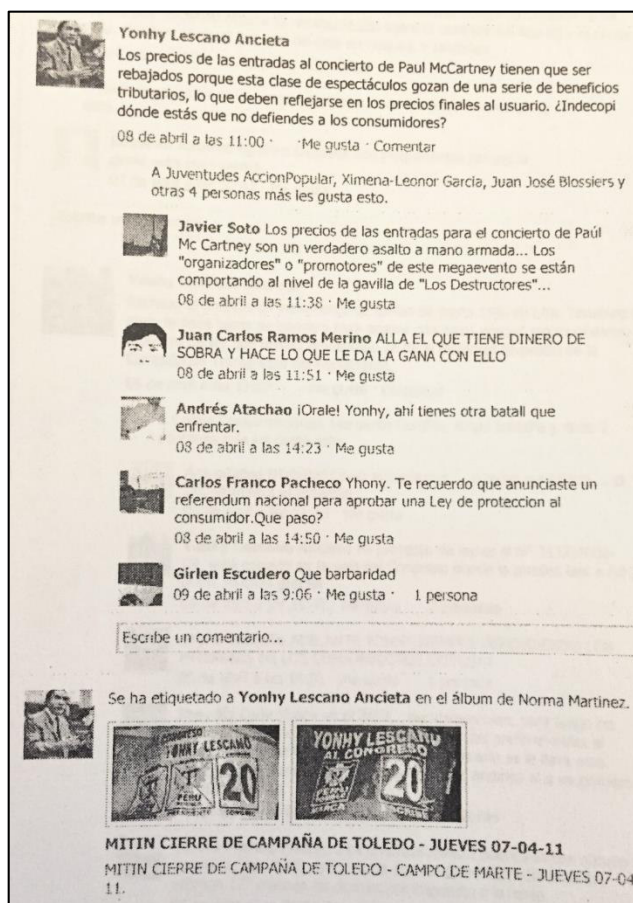 Yonhy Lescano Ancieta
Los precios de las entradas al concierto de Paul McCartney tienen que ser
rebajados porque esta clase de espectáculos gozan de una serie de beneficios
tributarios, lo que deben reflejarse en los precios finales al usuario. ¿Indecopi
dónde estás que no defiendes a los consumidores?
08 de abril a las 11:00 · ·Me gusta · Comentar
A Juventudes AccionPopular, Ximena-Leonor Garcia, Juan José Blossiers y
otras 4 personas más les gusta esto.
Javier Soto Los precios de las entradas para el concierto de Paúl
Mc Cartney son un verdadero asalto a mano armada... Los
"organizadores" o "promotores" de este megaevento se están
comportando al nivel de la gavilla de "Los Destructores"...
08 de abril a las 11:38 · Me gusta
Juan Carlos Ramos Merino ALLA EL QUE TIENE DINERO DE
SOBRA Y HACE LO QUE LE DA LA GANA CON ELLO
08 de abril a las 11:51 · Me gusta
Andrés Atachao ¡Orale! Yonhy, ahí tienes otra batall que
enfrentar.
08 de abril a las 14:23 · Me gusta
Carlos Franco Pacheco Yhony. Te recuerdo que anunciaste un
referendum nacional para aprobar una Ley de proteccion al
consumidor.Que paso?
08 de abril a las 14:50 · Me gusta
Girlen Escudero Que barbaridad
09 de abril a las 9:06 · Me gusta · 1 persona
Escribe un comentario...
Se ha etiquetado a Yonhy Lescano Ancieta en el álbum de Norma Martinez.
CONGRESO
YONHY LESCANO
PERU
20
YONHY LESCANO
AL CONGRESO
PERU
20
MITIN CIERRE DE CAMPAÑA DE TOLEDO - JUEVES 07-04-11
MITIN CIERRE DE CAMPAÑA DE TOLEDO - CAMPO DE MARTE - JUEVES 07-04
11.